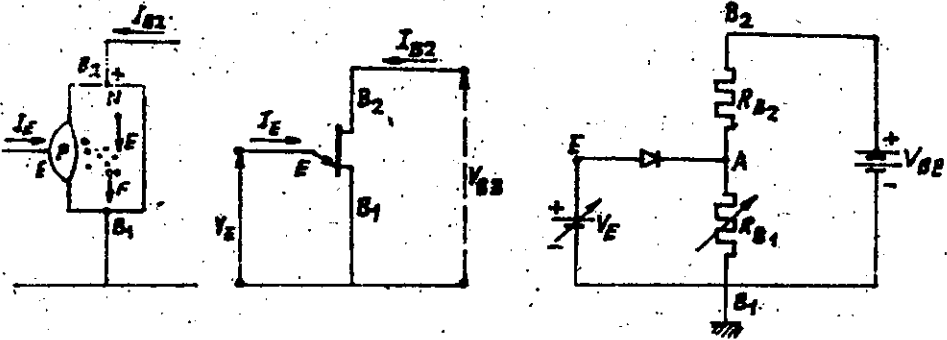 I_B2
B2 +
N
I_E
P
E
E
F
B1
I_B2
B2
I_E
E
V_BB
B1
V_E
B2
R_B2
E
A
+
V_BB
-
+
V_E
-
R_B1
B1